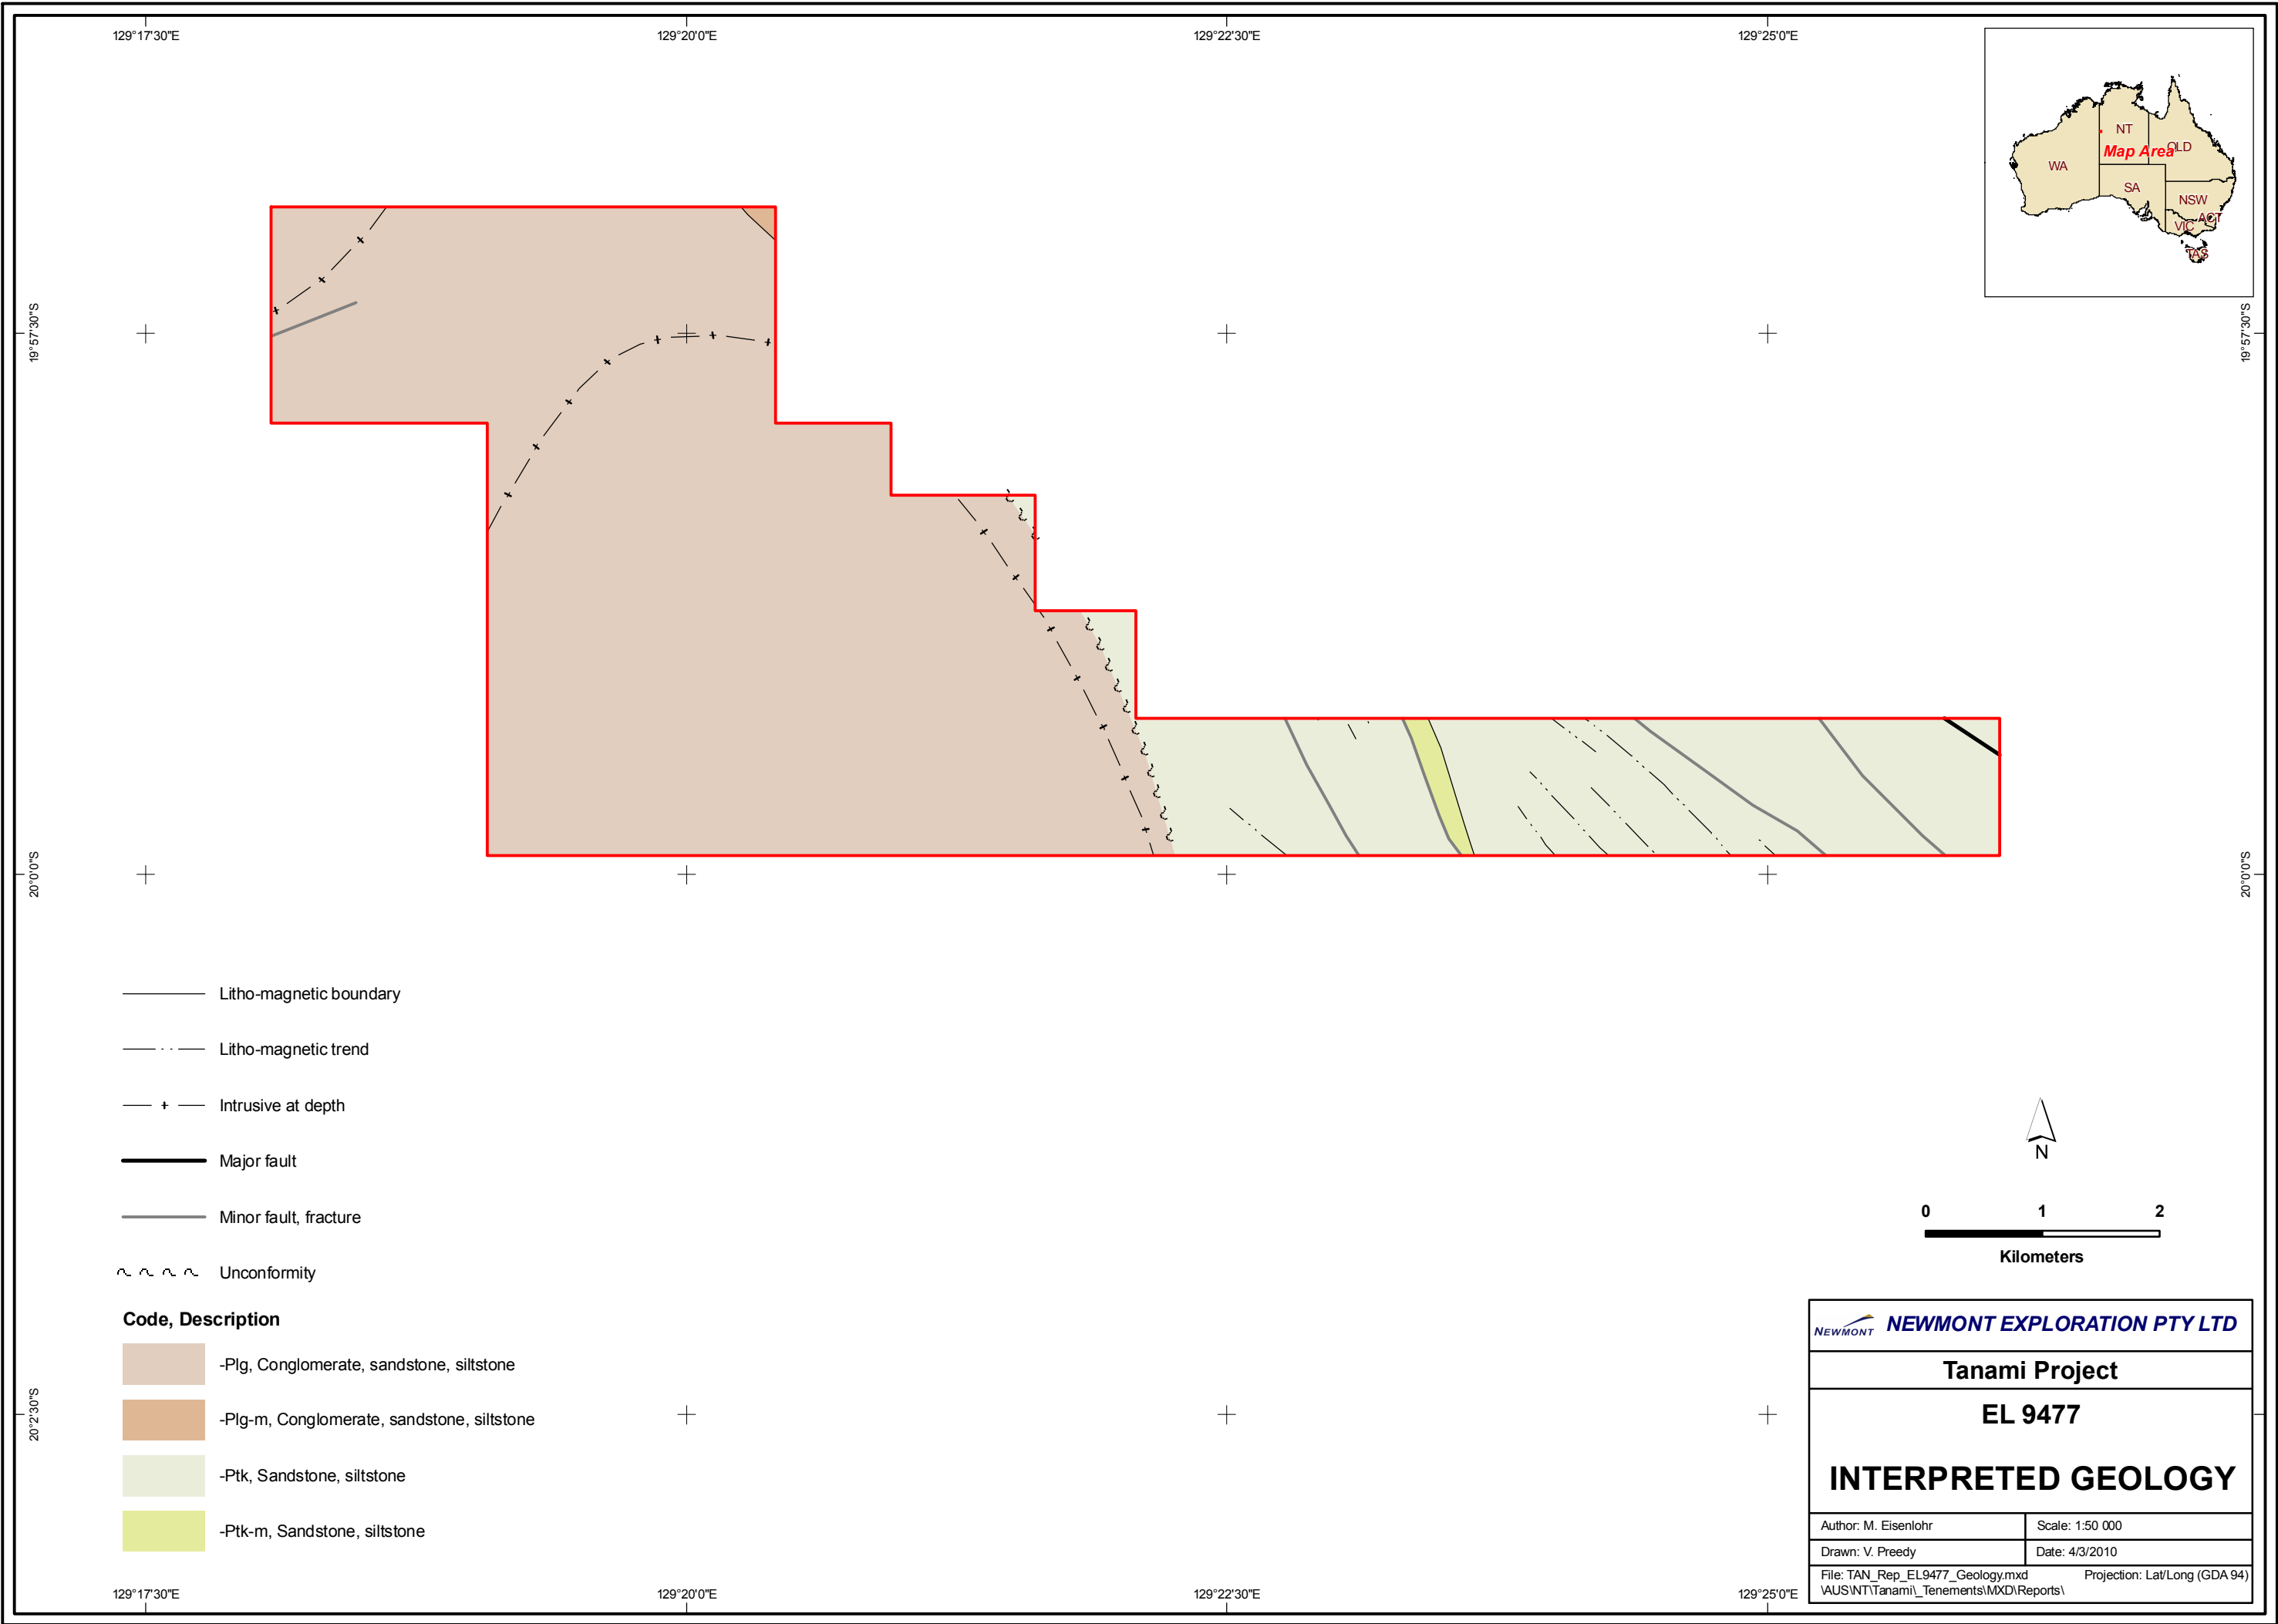 129°17'30"E
129°20'0"E
129°22'30"E
129°25'0"E
NT
QLD
Map Area
WA
SA
NSW
ACT
VIC
TAS
19°57'30"S
19°57'30"S
20°0'0"S
20°0'0"S
Litho-magnetic boundary
Litho-magnetic trend
Intrusive at depth
Major fault
Minor fault, fracture
Unconformity
N
0 1 2
Kilometers
Code, Description
-Plg, Conglomerate, sandstone, siltstone
-Plg-m, Conglomerate, sandstone, siltstone
-Ptk, Sandstone, siltstone
-Ptk-m, Sandstone, siltstone
20°2'30"S
NEWMONT NEWMONT EXPLORATION PTY LTD
Tanami Project
EL 9477
INTERPRETED GEOLOGY
Author: M. Eisenlohr
Scale: 1:50 000
Drawn: V. Preedy
Date: 4/3/2010
File: TAN_Rep_EL9477_Geology.mxd Projection: Lat/Long (GDA 94)
\AUS\NT\Tanami\_Tenements\MXD\Reports\
129°17'30"E
129°20'0"E
129°22'30"E
129°25'0"E